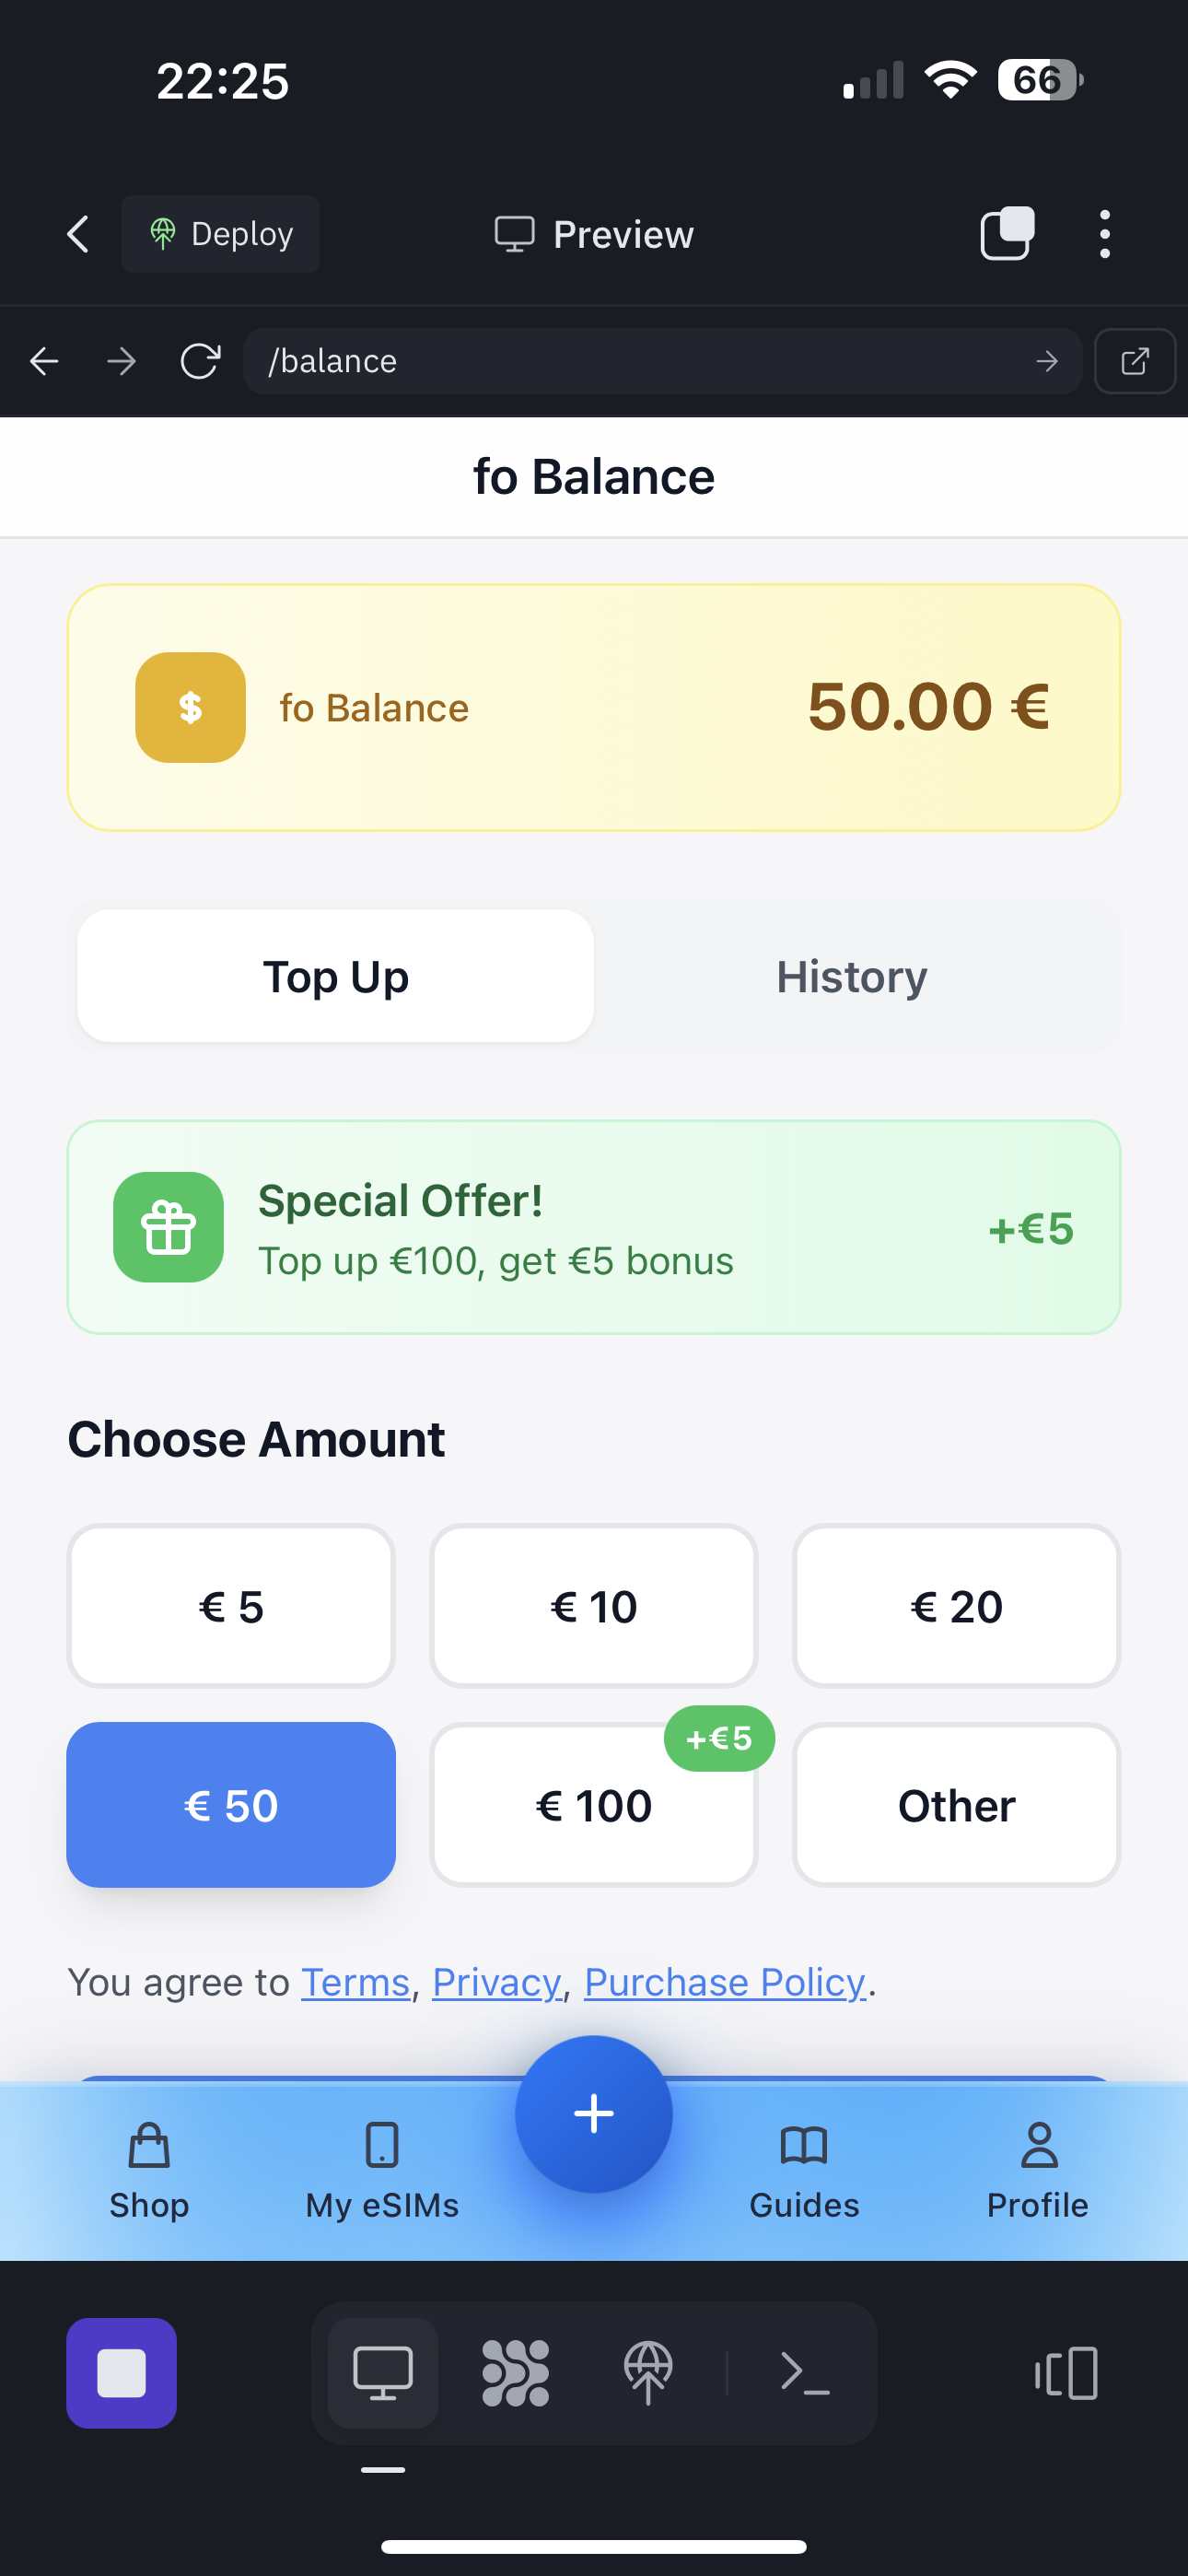 22:25
66
Deploy
Preview
/balance
fo Balance
$
fo Balance
50.00 €
Top Up
History
Special Offer!
Top up €100, get €5 bonus
+€5
Choose Amount
€ 5
€ 10
€ 20
€ 50
€ 100
+€5
Other
You agree to Terms, Privacy, Purchase Policy.
Shop
My eSIMs
Guides
Profile